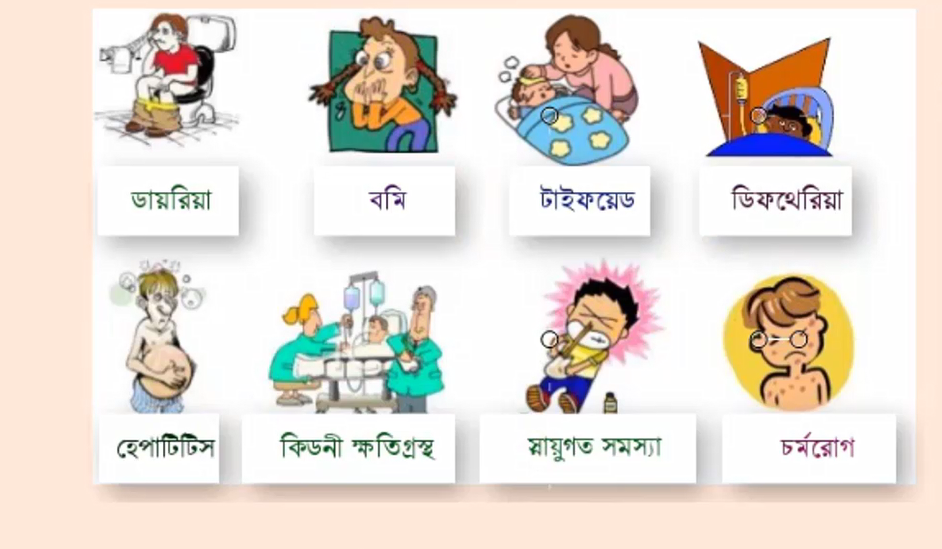 ডায়রিয়া
বমি
টাইফয়েড
ডিফথেরিয়া
হেপাটিটিস
কিডনী ক্ষতিগ্রস্থ
স্নায়ুগত সমস্যা
চর্মরোগ